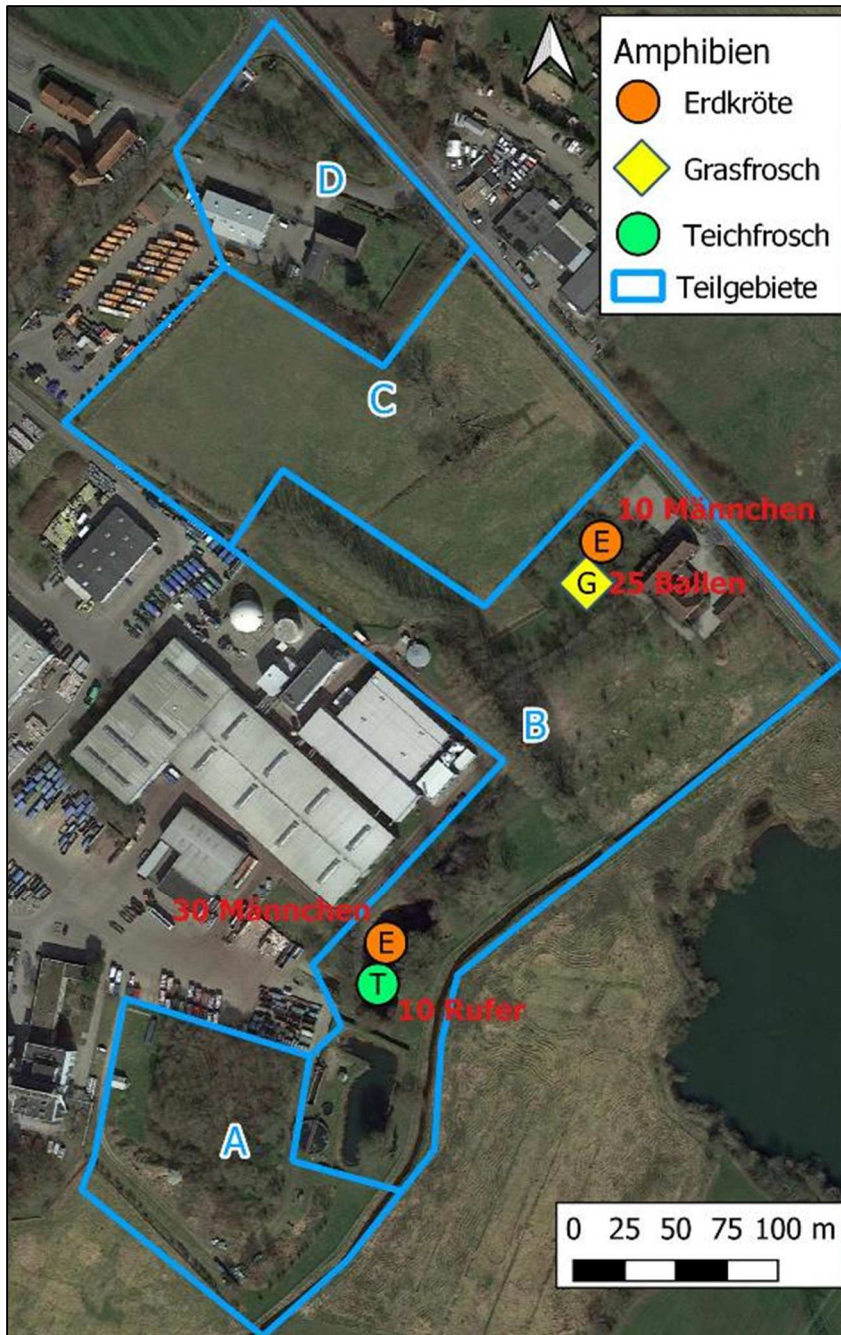 Amphibien
E Erdkröte
G Grasfrosch
T Teichfrosch
Teilgebiete
D
C
10 Männchen
E
G 25 Ballen
B
30 Männchen
E
T
10 Rufer
A
0 25 50 75 100 m